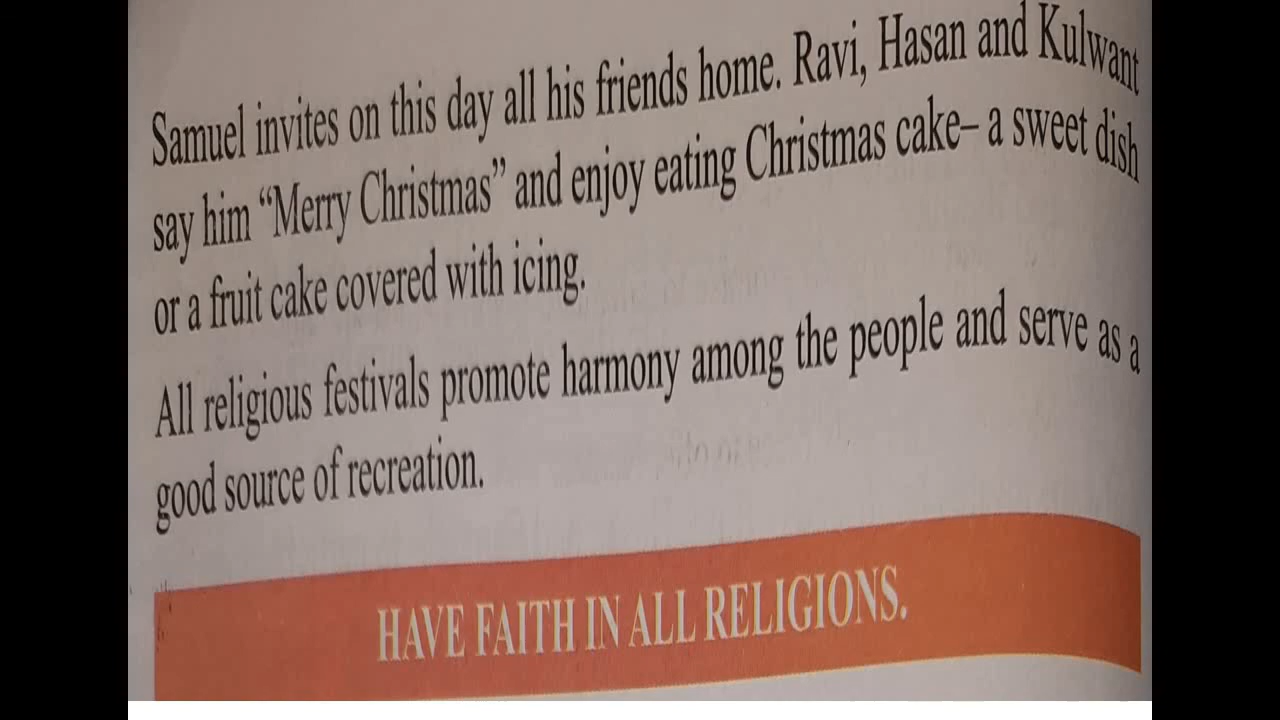 Samuel invites on this day all his friends home. Ravi, Hasan and Kulwant
say him “Merry Christmas” and enjoy eating Christmas cake– a sweet dish
or a fruit cake covered with icing.
All religious festivals promote harmony among the people and serve as a
good source of recreation.
HAVE FAITH IN ALL RELIGIONS.